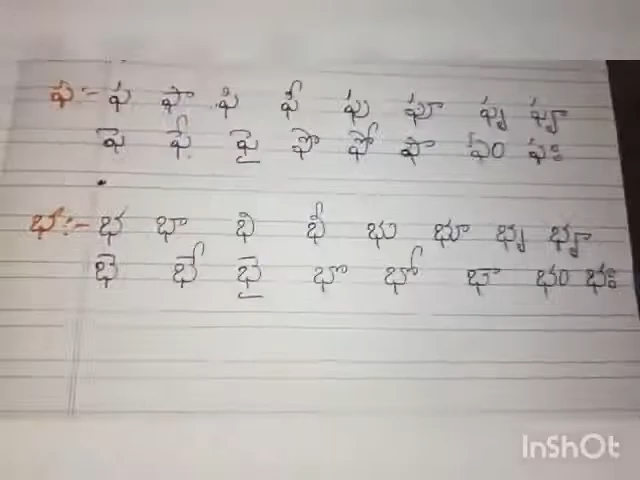 ఫ:- ఫ ఫా ఫి ఫీ ఫు ఫూ ఫృ ఫౄ
ఫె ఫే ఫై ఫొ ఫో ఫౌ ఫం ఫః
భ:- భ భా భి భీ భు భూ భృ భౄ
భె భే భై భొ భో భౌ భం భః
InShOt